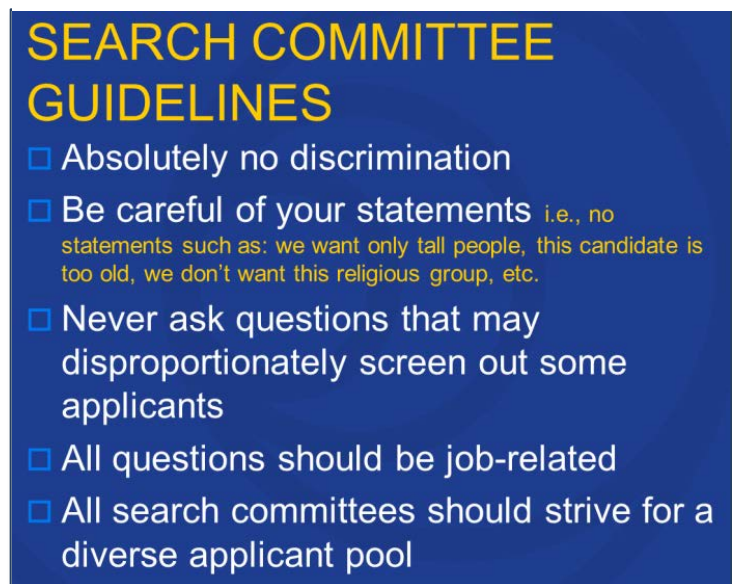 SEARCH COMMITTEE
GUIDELINES
Absolutely no discrimination
Be careful of your statements i.e., no
statements such as: we want only tall people, this candidate is
too old, we don't want this religious group, etc.
Never ask questions that may
disproportionately screen out some
applicants
All questions should be job-related
All search committees should strive for a
diverse applicant pool